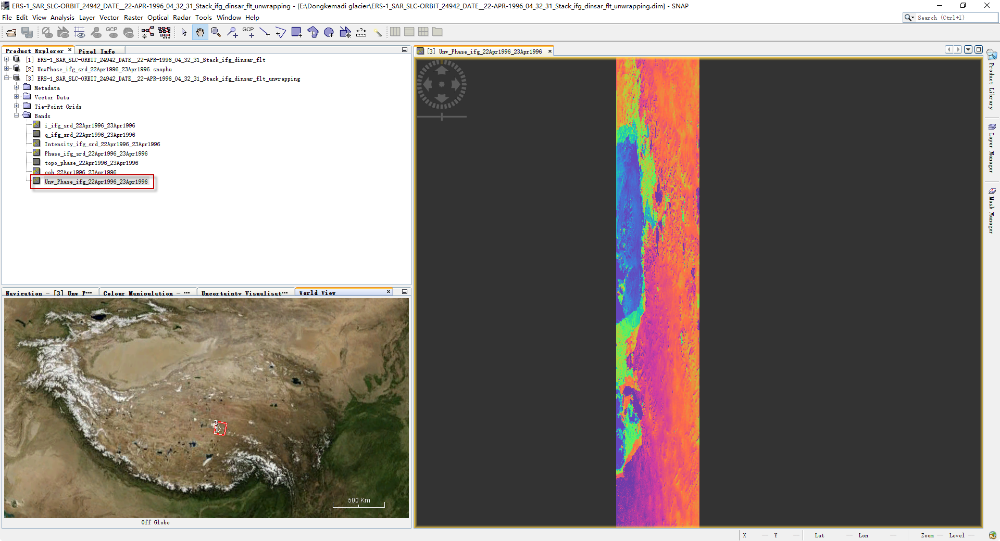 ERS-1_SAR_SLC-ORBIT_24942_DATE__22-APR-1996_04_32_31_Stack_ifg_dinsar_flt_unwrapping - [E:\Dongkemadi glacier\ERS-1_SAR_SLC-ORBIT_24942_DATE__22-APR-1996_04_32_31_Stack_ifg_dinsar_flt_unwrapping.dim] - SNAP
File Edit View Analysis Layer Vector Raster Optical Radar Tools Window Help
Search (Ctrl+I)
GCP GCP
Product Explorer × Pixel Info
[3] Unw_Phase_ifg_22Apr1996_23Apr1996 ×
[1] ERS-1_SAR_SLC-ORBIT_24942_DATE__22-APR-1996_04_32_31_Stack_ifg_dinsar_flt
[2] UnwPhase_ifg_srd_22Apr1996_23Apr1996.snaphu
[3] ERS-1_SAR_SLC-ORBIT_24942_DATE__22-APR-1996_04_32_31_Stack_ifg_dinsar_flt_unwrapping
Metadata
Vector Data
Tie-Point Grids
Bands
i_ifg_srd_22Apr1996_23Apr1996
q_ifg_srd_22Apr1996_23Apr1996
Intensity_ifg_srd_22Apr1996_23Apr1996
Phase_ifg_srd_22Apr1996_23Apr1996
topo_phase_22Apr1996_23Apr1996
coh_22Apr1996_23Apr1996
Unw_Phase_ifg_22Apr1996_23Apr1996
Product Library
Layer Manager
Mask Manager
Navigation - [3] Unw P··· Colour Manipulation - ··· Uncertainty Visualisat··· World View ×
3
1
500 Km
Off Globe
X — Y — Lat — Lon — Zoom — Level —